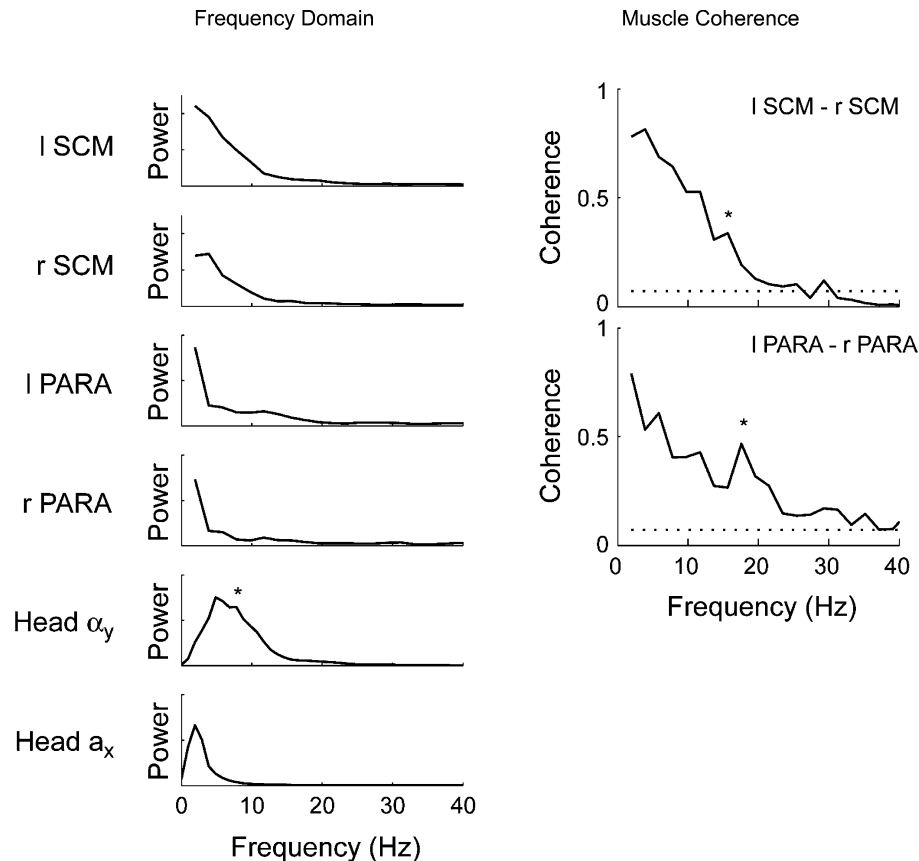 Frequency Domain
Muscle Coherence
l SCM
Power
r SCM
Power
l PARA
Power
r PARA
Power
Head αy
Power
*
Head ax
Power
0 10 20 30 40
Frequency (Hz)
1
0.5
0
Coherence
l SCM - r SCM
*
1
0.5
0
Coherence
l PARA - r PARA
*
0 10 20 30 40
Frequency (Hz)